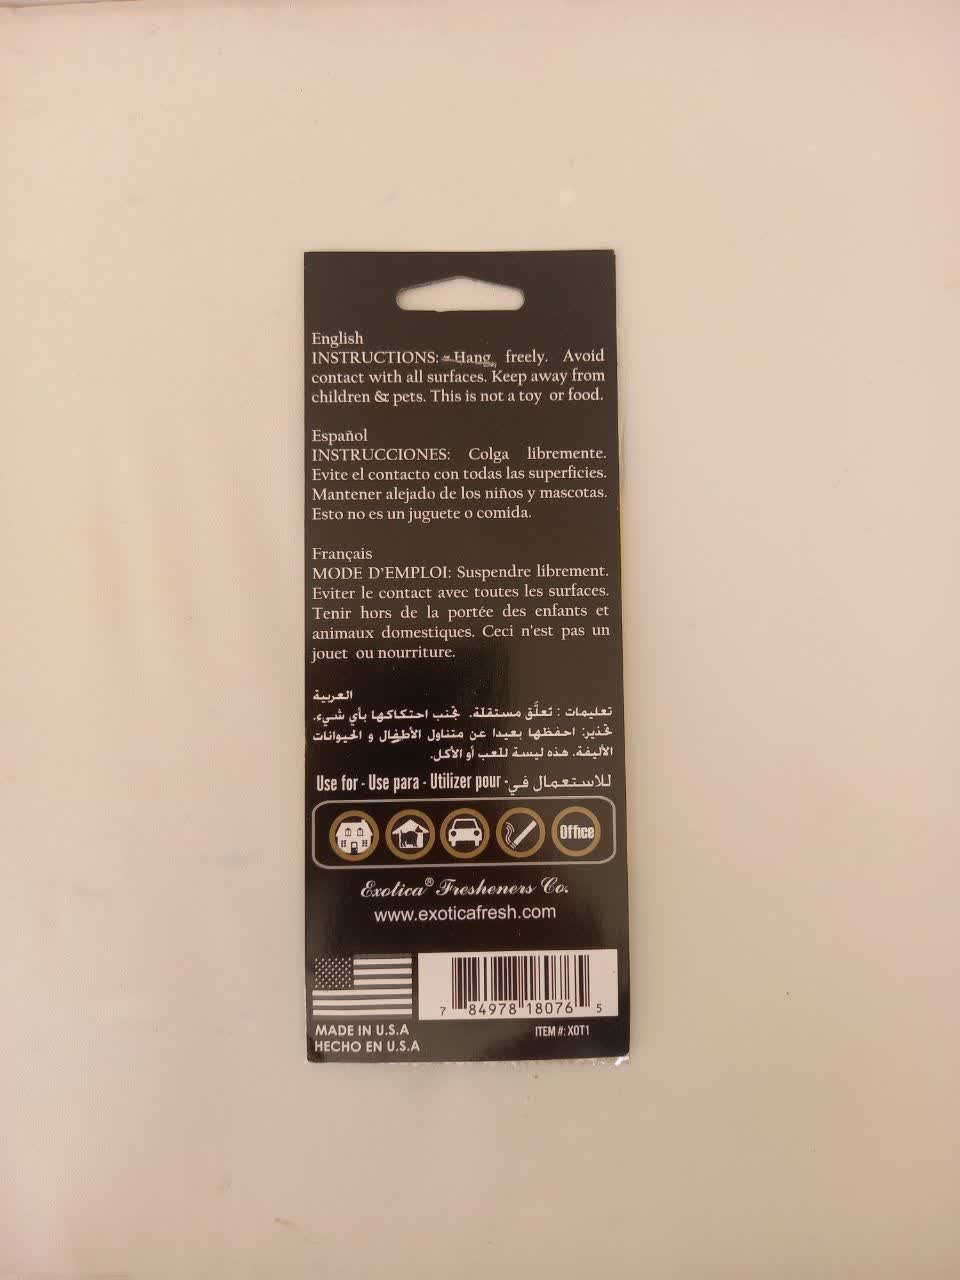 English
INSTRUCTIONS: Hang freely. Avoid
contact with all surfaces. Keep away from
children & pets. This is not a toy or food.
Español
INSTRUCCIONES: Colga libremente.
Evite el contacto con todas las superficies.
Mantener alejado de los niños y mascotas.
Esto no es un juguete o comida.
Français
MODE D'EMPLOI: Suspendre librement.
Eviter le contact avec toutes les surfaces.
Tenir hors de la portée des enfants et
animaux domestiques. Ceci n'est pas un
jouet ou nourriture.
العربية
تعليمات : تعلَّق مستقلة. تجنب احتكاكها بأي شيء.
تحذير: احفظها بعيدا عن متناول الأطفال و الحيوانات
الأليفة. هذه ليسة للعب أو الأكل.
Use for - Use para - Utilizer pour - للاستعمال في
Office
Exotica® Fresheners Co.
www.exoticafresh.com
7 84978 18076 5
MADE IN U.S.A
HECHO EN U.S.A
ITEM #: XOT1